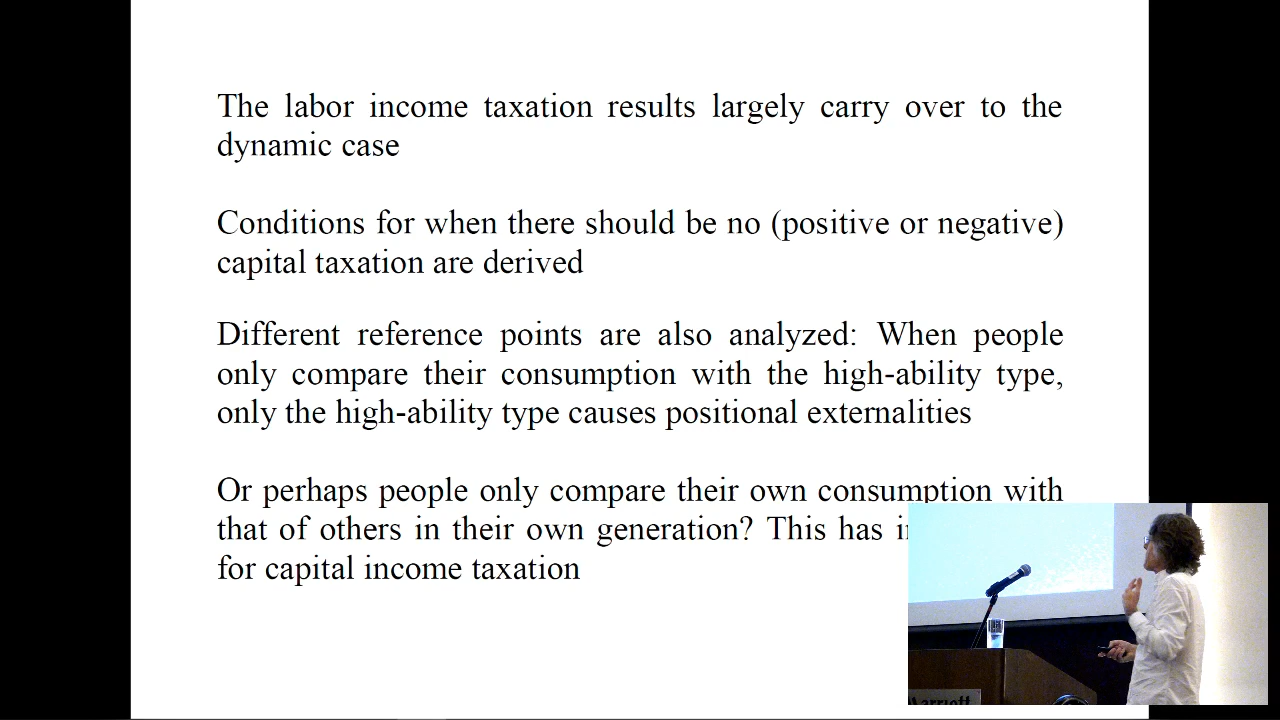 The labor income taxation results largely carry over to the
dynamic case
Conditions for when there should be no (positive or negative)
capital taxation are derived
Different reference points are also analyzed: When people
only compare their consumption with the high-ability type,
only the high-ability type causes positional externalities
Or perhaps people only compare their own consumption with
that of others in their own generation? This has
for capital income taxation
Marriott